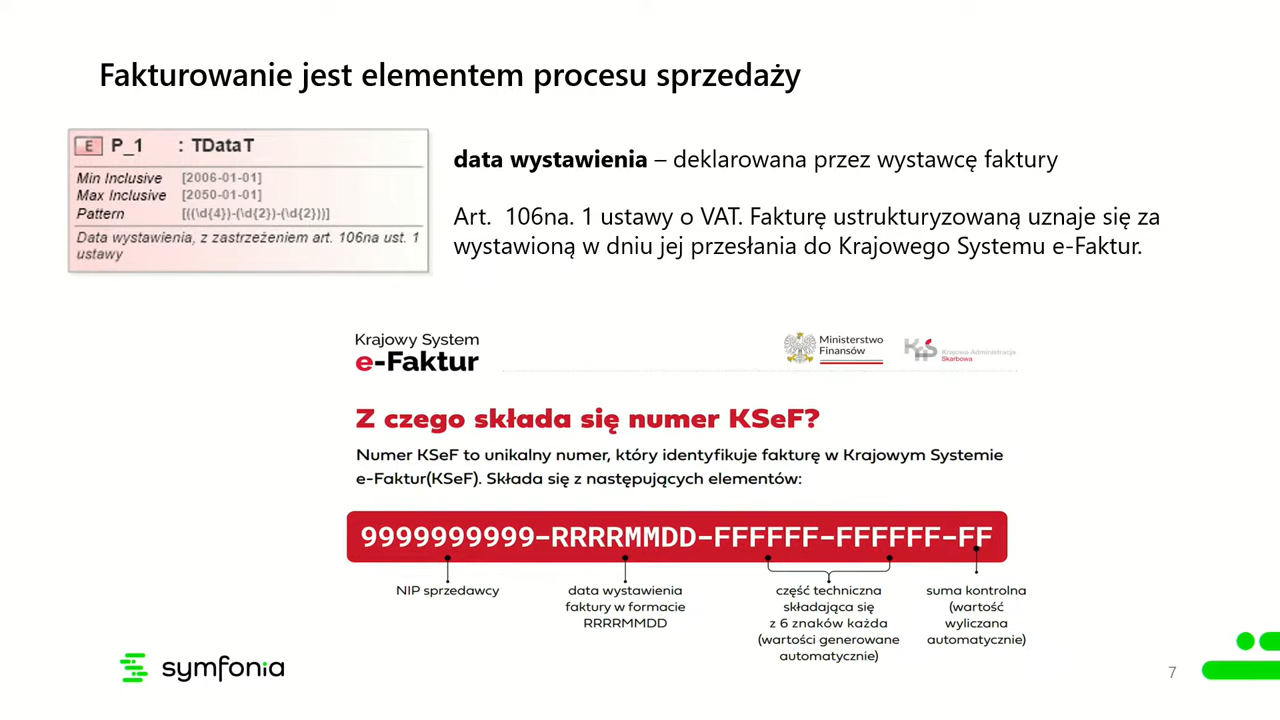 Fakturowanie jest elementem procesu sprzedaży
E P_1 : TDataT
Min Inclusive [2006-01-01]
Max Inclusive [2050-01-01]
Pattern [((\d{4})-(\d{2})-(\d{2}))]
Data wystawienia, z zastrzeżeniem art. 106na ust. 1
ustawy
data wystawienia – deklarowana przez wystawcę faktury
Art. 106na. 1 ustawy o VAT. Fakturę ustrukturyzowaną uznaje się za
wystawioną w dniu jej przesłania do Krajowego Systemu e-Faktur.
Krajowy System
e-Faktur
Ministerstwo
Finansów
KAS
Krajowa Administracja
Skarbowa
Z czego składa się numer KSeF?
Numer KSeF to unikalny numer, który identyfikuje fakturę w Krajowym Systemie
e-Faktur(KSeF). Składa się z następujących elementów:
9999999999-RRRRMMDD-FFFFFF-FFFFFF-FF
NIP sprzedawcy
data wystawienia
faktury w formacie
RRRRMMDD
część techniczna
składająca się
z 6 znaków każda
(wartości generowane
automatycznie)
suma kontrolna
(wartość
wyliczana
automatycznie)
symfonia
7